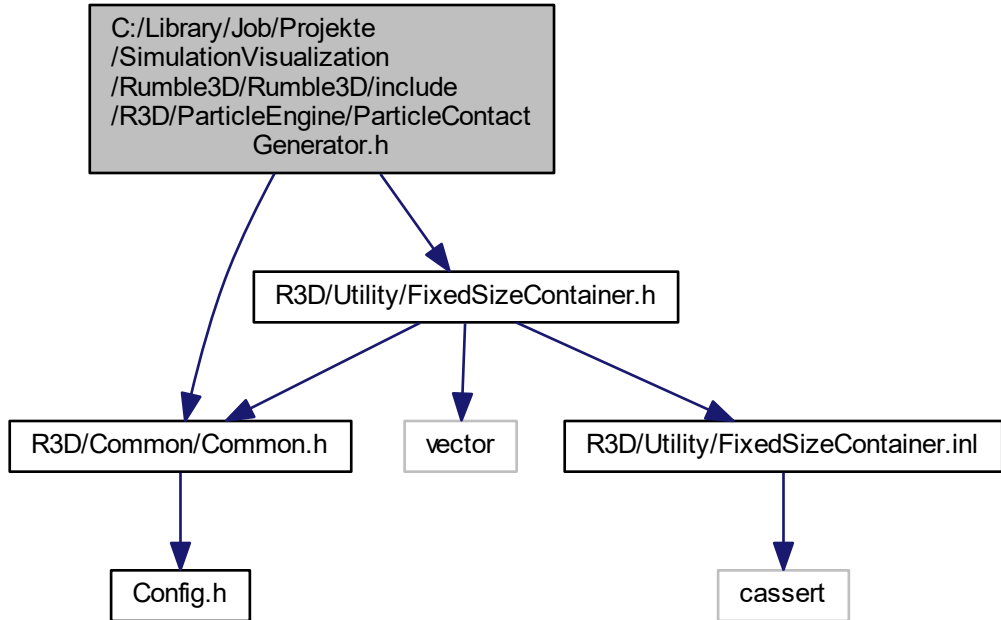 C:/Library/Job/Projekte
/SimulationVisualization
/Rumble3D/Rumble3D/include
/R3D/ParticleEngine/ParticleContact
Generator.h
R3D/Utility/FixedSizeContainer.h
R3D/Common/Common.h
vector
R3D/Utility/FixedSizeContainer.inl
Config.h
cassert